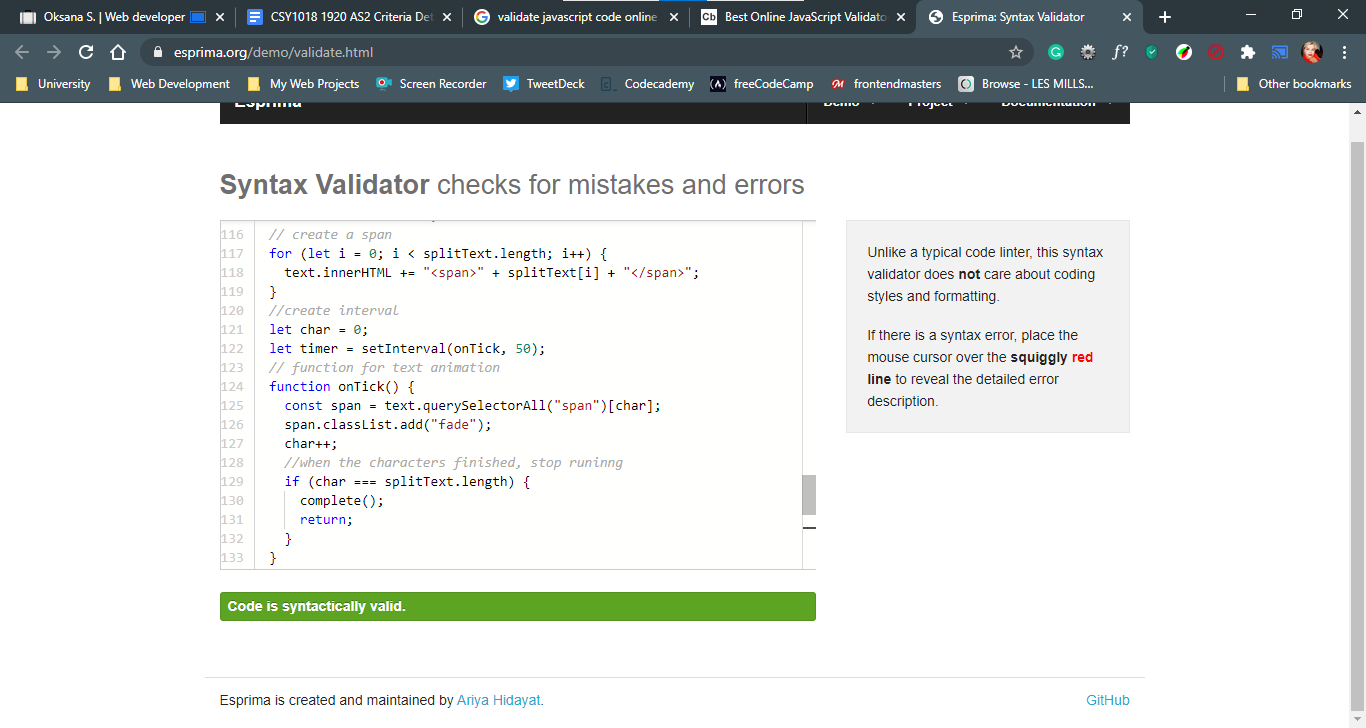 Oksana S. | Web developer
CSY1018 1920 AS2 Criteria Det
validate javascript code online
Best Online JavaScript Validato
Esprima: Syntax Validator
esprima.org/demo/validate.html
University
Web Development
My Web Projects
Screen Recorder
TweetDeck
Codecademy
freeCodeCamp
frontendmasters
Browse - LES MILLS...
Other bookmarks
Esprima
Demo
Project
Documentation
Syntax Validator checks for mistakes and errors
116 // create a span
117 for (let i = 0; i < splitText.length; i++) {
118 text.innerHTML += "<span>" + splitText[i] + "</span>";
119 }
120 //create interval
121 let char = 0;
122 let timer = setInterval(onTick, 50);
123 // function for text animation
124 function onTick() {
125 const span = text.querySelectorAll("span")[char];
126 span.classList.add("fade");
127 char++;
128 //when the characters finished, stop runinng
129 if (char === splitText.length) {
130 complete();
131 return;
132 }
133 }
Unlike a typical code linter, this syntax
validator does not care about coding
styles and formatting.
If there is a syntax error, place the
mouse cursor over the squiggly red
line to reveal the detailed error
description.
Code is syntactically valid.
Esprima is created and maintained by Ariya Hidayat.
GitHub